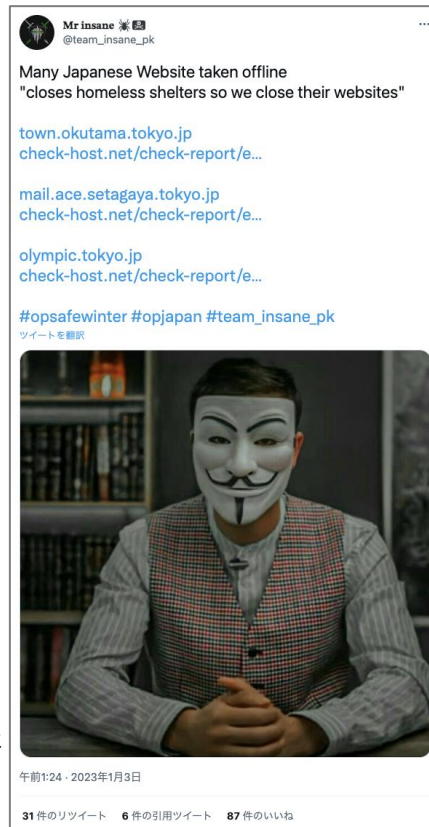 Mr insane
@team_insane_pk
Many Japanese Website taken offline
"closes homeless shelters so we close their websites"
town.okutama.tokyo.jp
check-host.net/check-report/e...
mail.ace.setagaya.tokyo.jp
check-host.net/check-report/e...
olympic.tokyo.jp
check-host.net/check-report/e...
#opsafewinter #opjapan #team_insane_pk
ツイートを翻訳
午前1:24 · 2023年1月3日
31 件のリツイート 6 件の引用ツイート 87 件のいいね